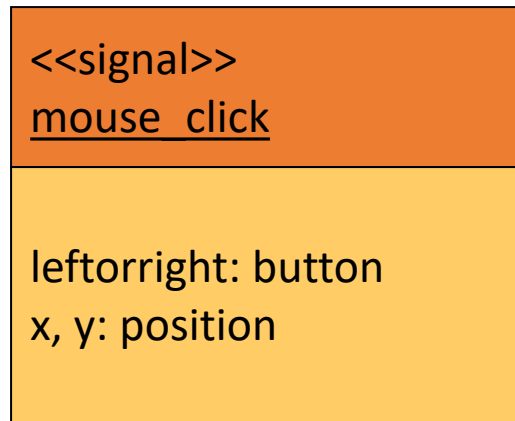 <<signal>>
mouse_click
leftorright: button
x, y: position